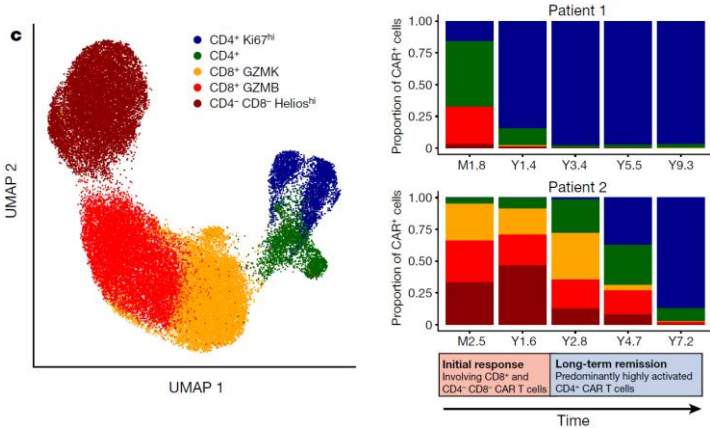 c
CD4⁺ Ki67ʰⁱ
CD4⁺
CD8⁺ GZMK
CD8⁺ GZMB
CD4⁻ CD8⁻ Heliosʰⁱ
UMAP 2
UMAP 1
Patient 1
Proportion of CAR⁺ cells
1.00
0.75
0.50
0.25
0
M1.8 Y1.4 Y3.4 Y5.5 Y9.3
Patient 2
Proportion of CAR⁺ cells
1.00
0.75
0.50
0.25
0
M2.5 Y1.6 Y2.8 Y4.7 Y7.2
Initial response
Involving CD8⁺ and
CD4⁻ CD8⁻ CAR T cells
Long-term remission
Predominantly highly activated
CD4⁺ CAR T cells
Time